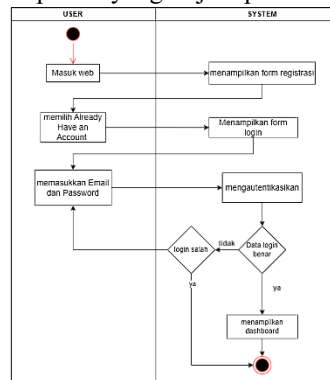 USER
SYSTEM
Masuk web
menampilkan form registrasi
memilih Already
Have an
Account
Menampilkan form
login
memasukkan Email
dan Password
mengautentikasikan
login salah
tidak
Data login
benar
ya
ya
menampilkan
dashboard